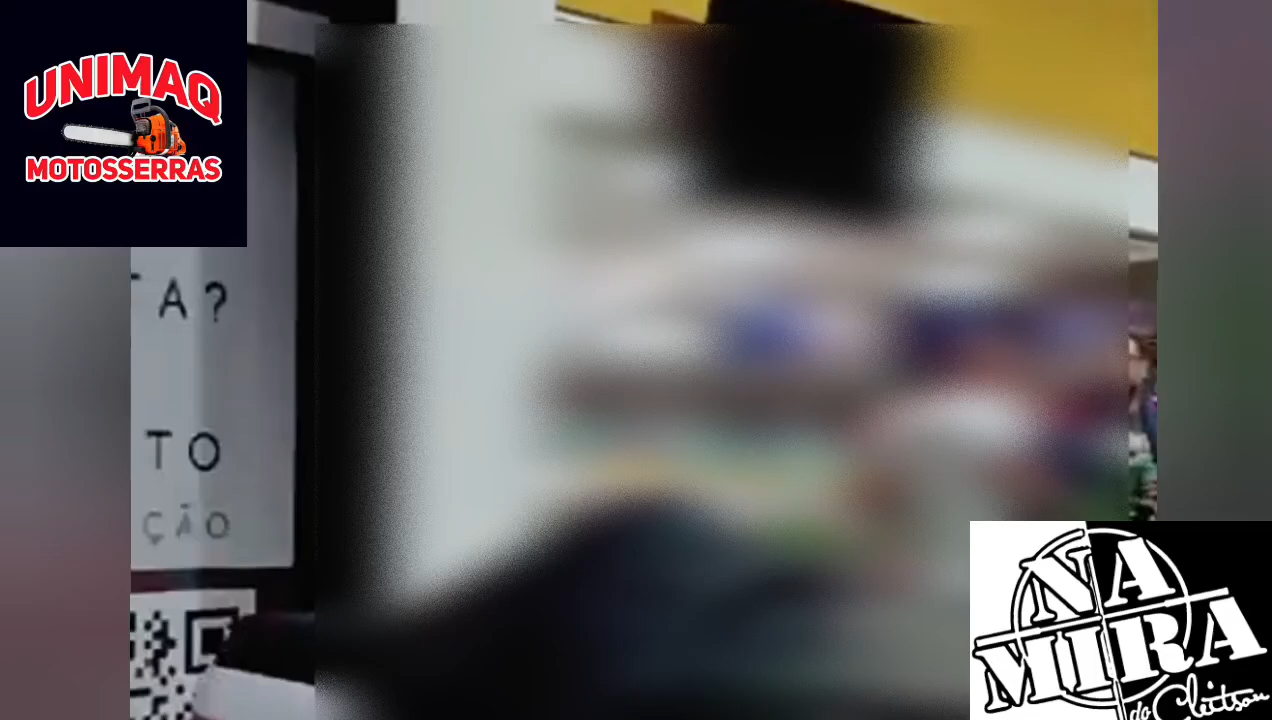 UNIMAQ
MOTOSSERRAS
TA?
TO
ÇÃO
NA
MIRA
do Cleitson